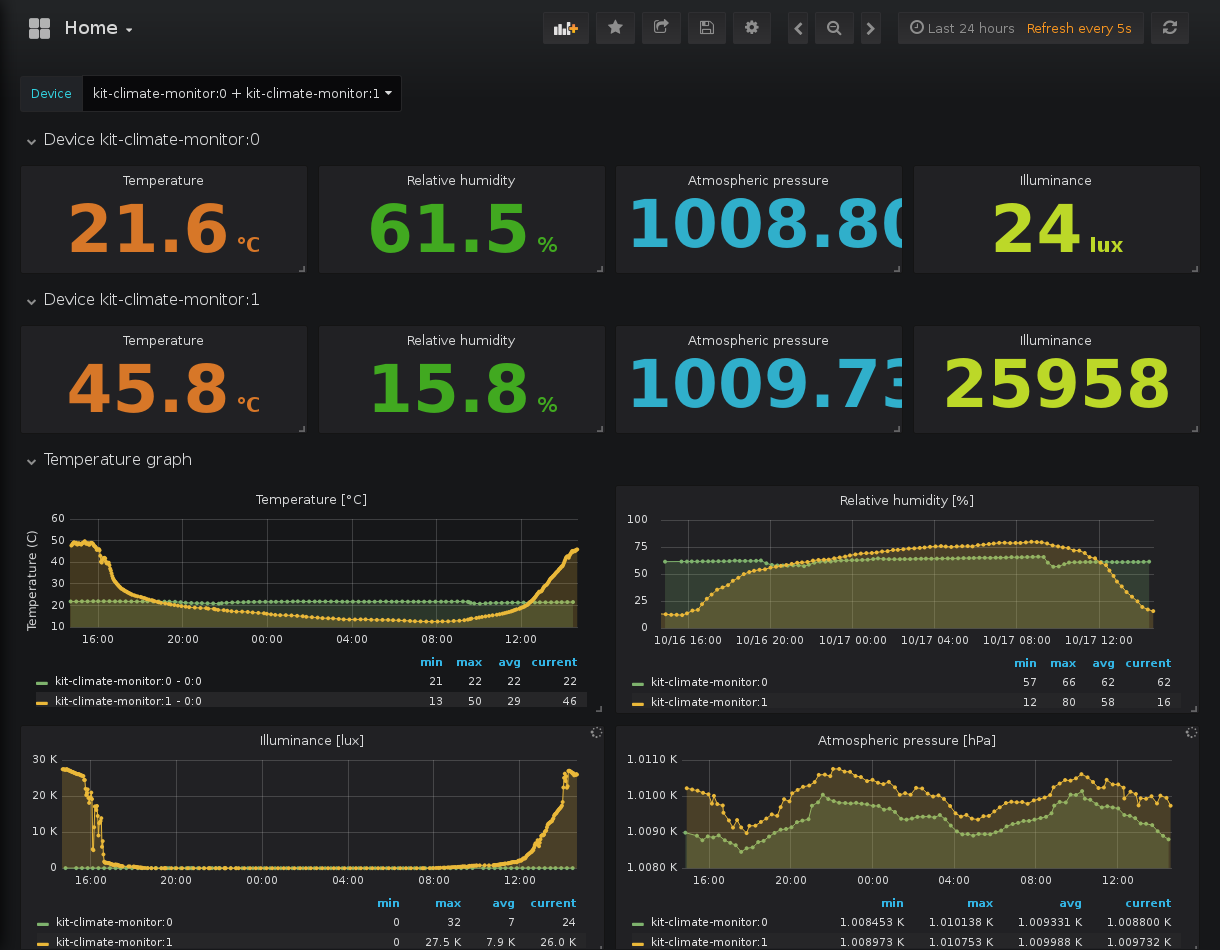 Home
Last 24 hours Refresh every 5s
Device kit-climate-monitor:0 + kit-climate-monitor:1
Device kit-climate-monitor:0
Temperature
21.6 °C
Relative humidity
61.5 %
Atmospheric pressure
1008.80
Illuminance
24 lux
Device kit-climate-monitor:1
Temperature
45.8 °C
Relative humidity
15.8 %
Atmospheric pressure
1009.73
Illuminance
25958
Temperature graph
Temperature [°C]
Temperature (C)
60
50
40
30
20
10
16:00 20:00 00:00 04:00 08:00 12:00
min max avg current
kit-climate-monitor:0 - 0:0 21 22 22 22
kit-climate-monitor:1 - 0:0 13 50 29 46
Relative humidity [%]
100
75
50
25
0
10/16 16:00 10/16 20:00 10/17 00:00 10/17 04:00 10/17 08:00 10/17 12:00
min max avg current
kit-climate-monitor:0 57 66 62 62
kit-climate-monitor:1 12 80 58 16
Illuminance [lux]
30 K
20 K
10 K
0
16:00 20:00 00:00 04:00 08:00 12:00
min max avg current
kit-climate-monitor:0 0 32 7 24
kit-climate-monitor:1 0 27.5 K 7.9 K 26.0 K
Atmospheric pressure [hPa]
1.0110 K
1.0100 K
1.0090 K
1.0080 K
16:00 20:00 00:00 04:00 08:00 12:00
min max avg current
kit-climate-monitor:0 1.008453 K 1.010138 K 1.009331 K 1.008800 K
kit-climate-monitor:1 1.008973 K 1.010753 K 1.009988 K 1.009732 K